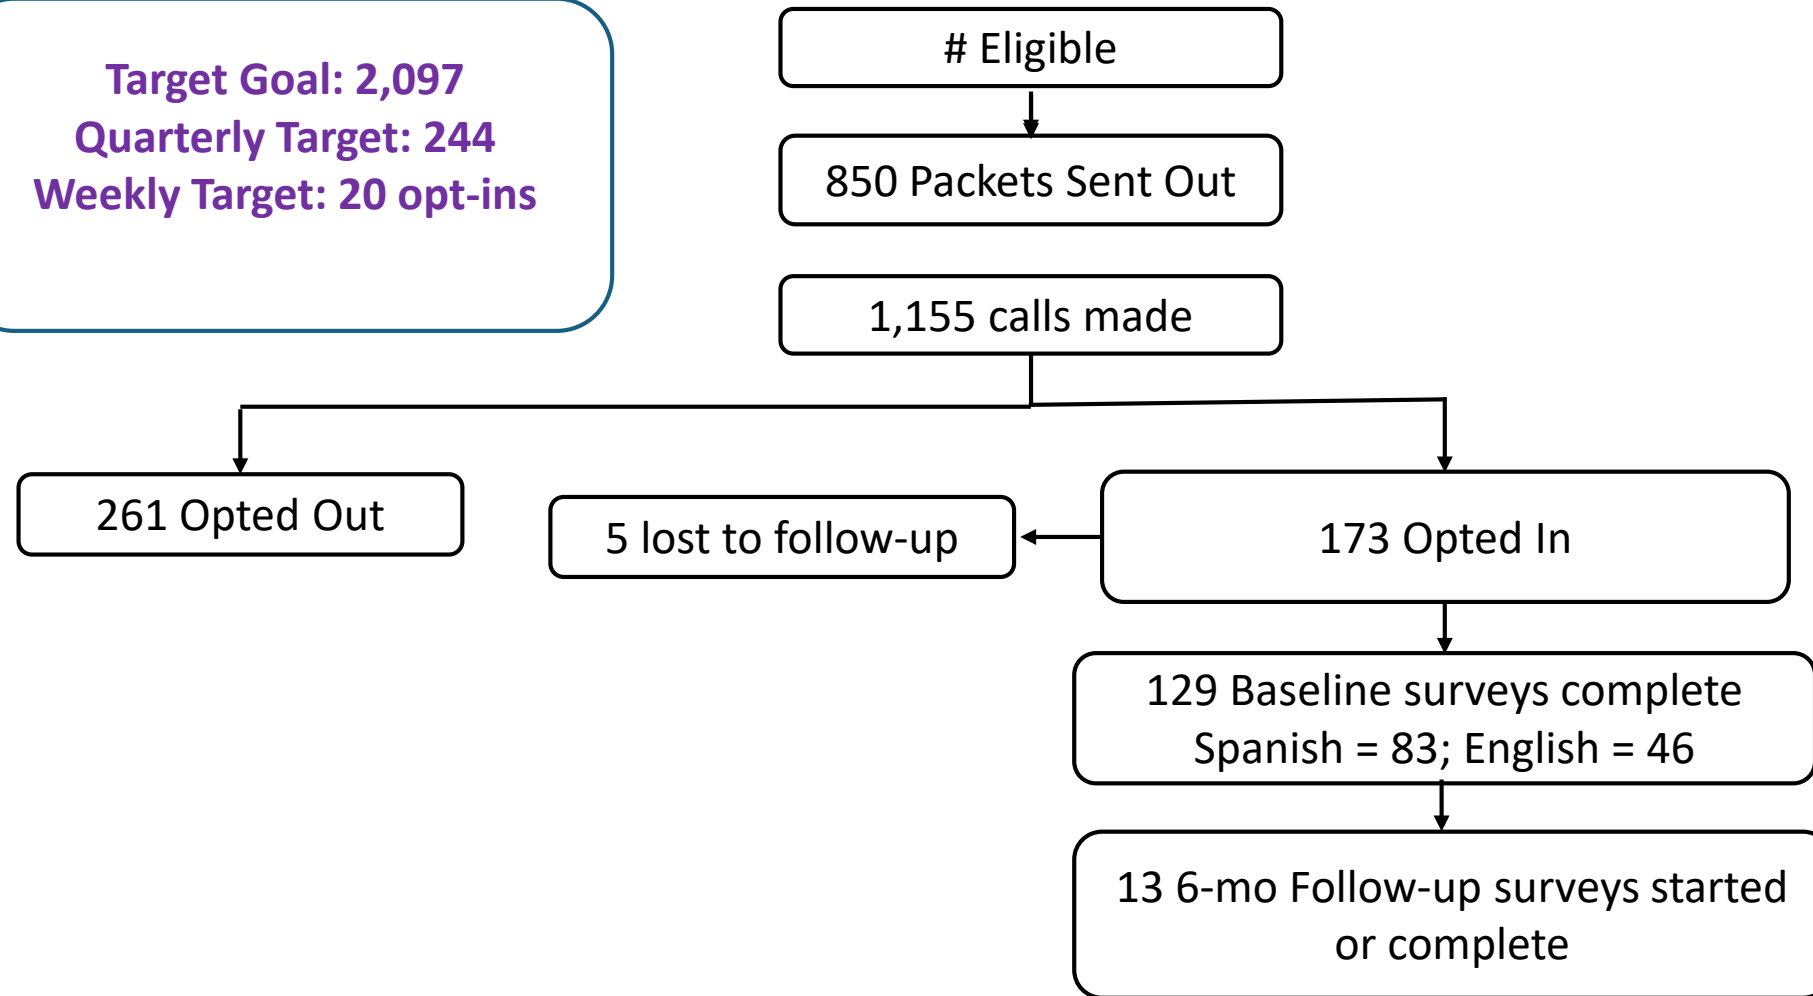 Target Goal: 2,097
Quarterly Target: 244
Weekly Target: 20 opt-ins
# Eligible
850 Packets Sent Out
1,155 calls made
261 Opted Out
5 lost to follow-up
173 Opted In
129 Baseline surveys complete
Spanish = 83; English = 46
13 6-mo Follow-up surveys started
or complete